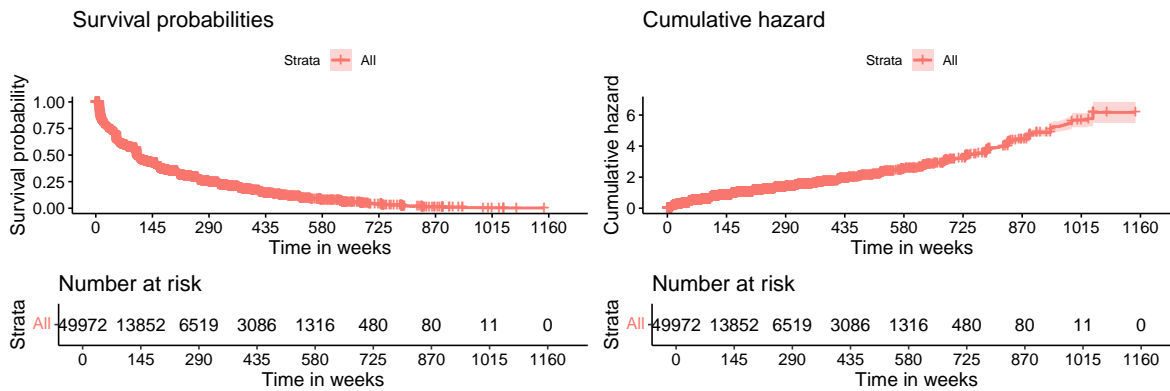 Survival probabilities
Strata All
Survival probability
1.00
0.75
0.50
0.25
0.00
0 145 290 435 580 725 870 1015 1160
Time in weeks
Number at risk
Strata
All 49972 13852 6519 3086 1316 480 80 11 0
0 145 290 435 580 725 870 1015 1160
Time in weeks
Cumulative hazard
Strata All
Cumulative hazard
6
4
2
0
0 145 290 435 580 725 870 1015 1160
Time in weeks
Number at risk
Strata
All 49972 13852 6519 3086 1316 480 80 11 0
0 145 290 435 580 725 870 1015 1160
Time in weeks